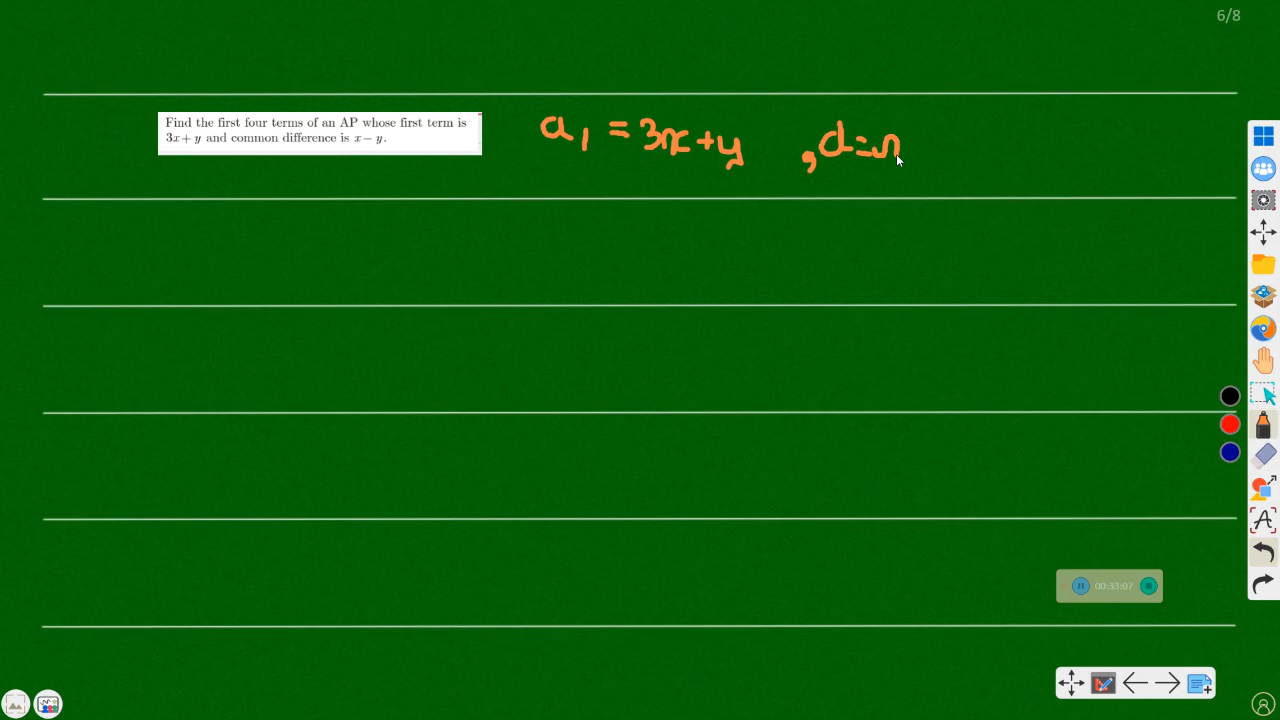 6/8
Find the first four terms of an AP whose first term is
3x + y and common difference is x − y.
a₁ = 3x+y , d=
00:33:07